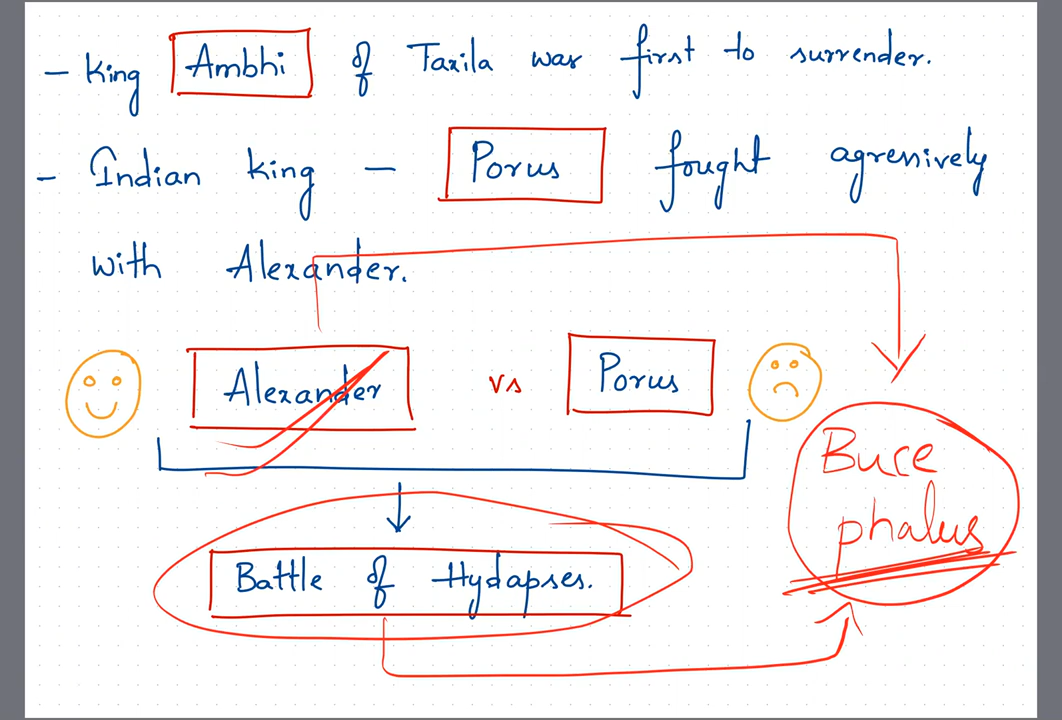 - King Ambhi of Taxila was first to surrender.
- Indian king - Porus fought agressively
with Alexander.
Alexander vs Porus
Buce
phalus
Battle of Hydapses.